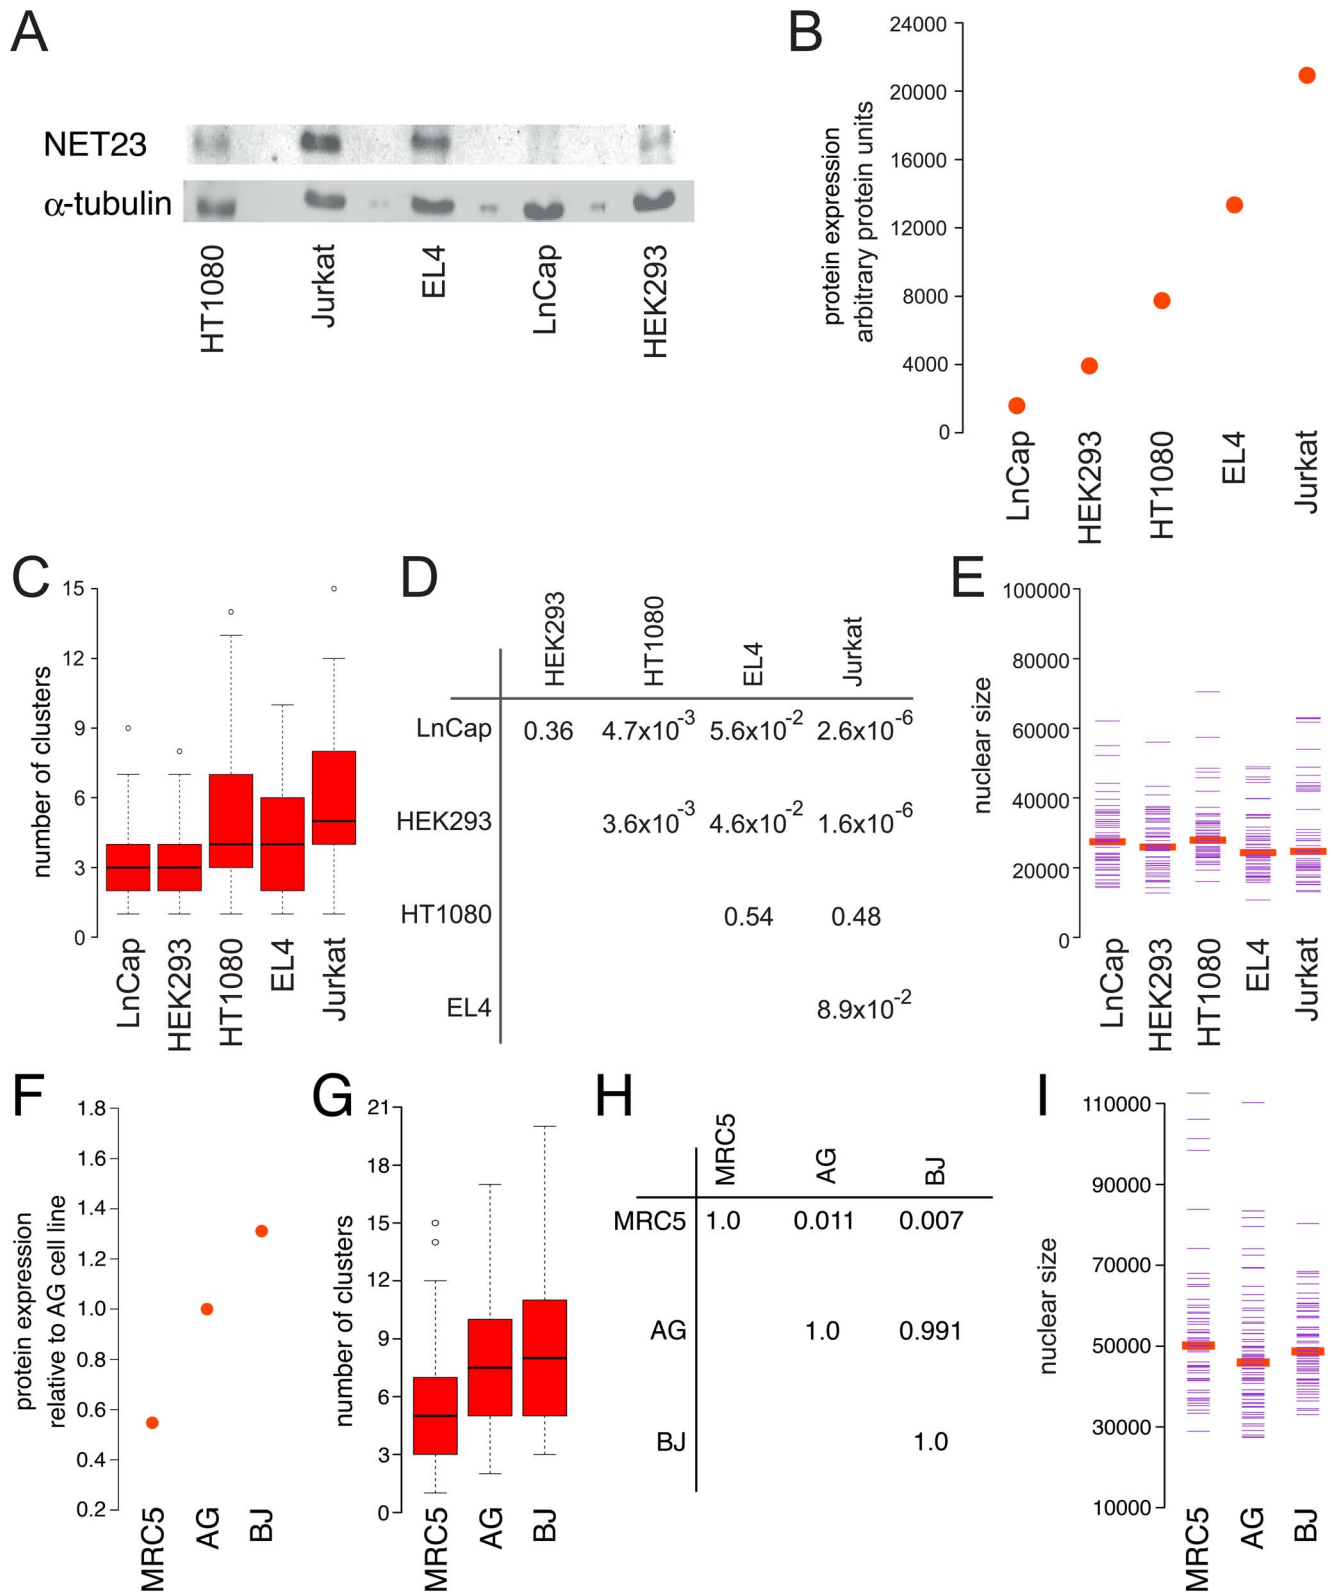 A
NET23
α-tubulin
HT1080
Jurkat
EL4
LnCap
HEK293
B
protein expression
arbitrary protein units
24000
20000
16000
12000
8000
4000
0
LnCap
HEK293
HT1080
EL4
Jurkat
C
number of clusters
15
12
9
6
3
0
LnCap
HEK293
HT1080
EL4
Jurkat
D
HEK293 HT1080 EL4 Jurkat
LnCap 0.36 4.7x10⁻³ 5.6x10⁻² 2.6x10⁻⁶
HEK293 3.6x10⁻³ 4.6x10⁻² 1.6x10⁻⁶
HT1080 0.54 0.48
EL4 8.9x10⁻²
E
nuclear size
100000
80000
60000
40000
20000
0
LnCap
HEK293
HT1080
EL4
Jurkat
F
protein expression
relative to AG cell line
1.8
1.6
1.4
1.2
1.0
0.8
0.6
0.4
0.2
MRC5
AG
BJ
G
number of clusters
21
18
15
12
9
6
3
0
MRC5
AG
BJ
H
MRC5 AG BJ
MRC5 1.0 0.011 0.007
AG 1.0 0.991
BJ 1.0
I
nuclear size
110000
90000
70000
50000
30000
10000
MRC5
AG
BJ